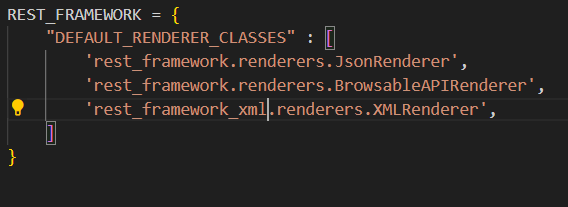 REST_FRAMEWORK = {
"DEFAULT_RENDERER_CLASSES" : [
'rest_framework.renderers.JsonRenderer',
'rest_framework.renderers.BrowsableAPIRenderer',
'rest_framework_xml.renderers.XMLRenderer',
]
}